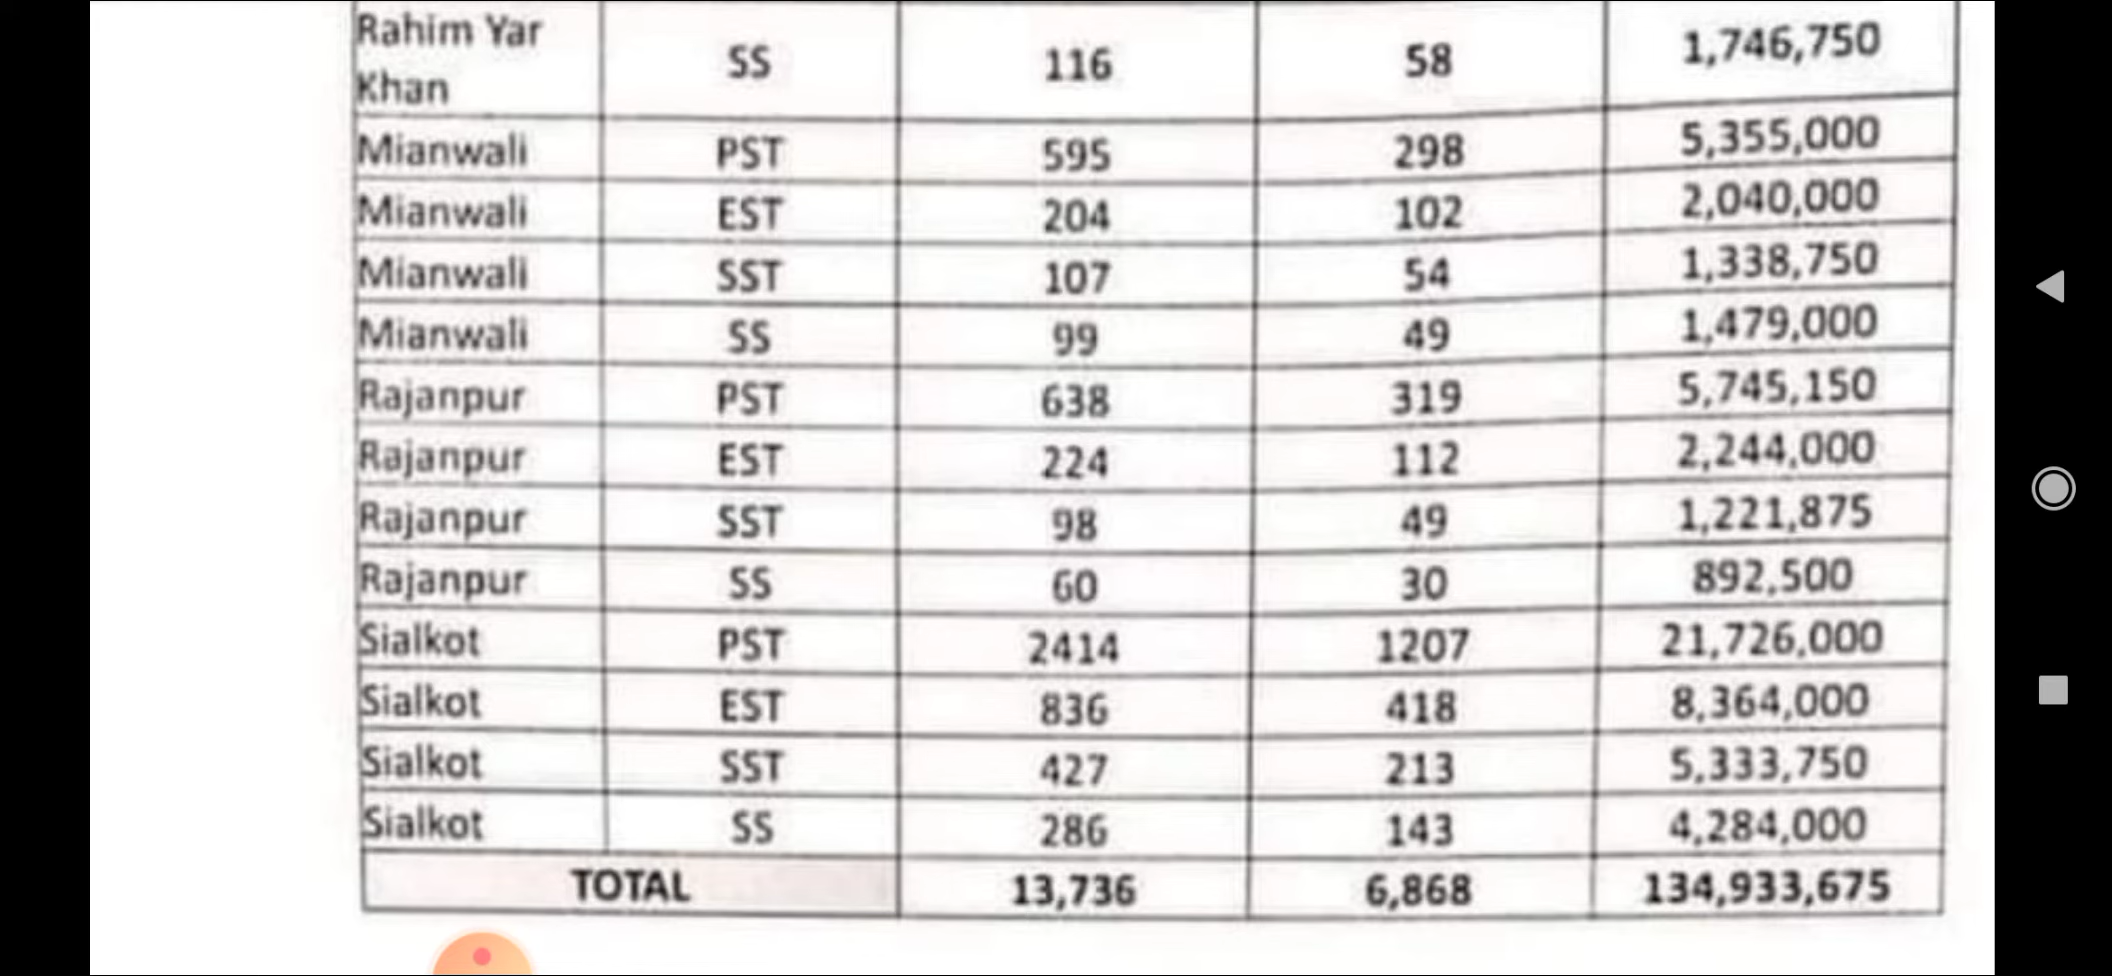 Rahim Yar Khan SS 116 58 1,746,750
Mianwali PST 595 298 5,355,000
Mianwali EST 204 102 2,040,000
Mianwali SST 107 54 1,338,750
Mianwali SS 99 49 1,479,000
Rajanpur PST 638 319 5,745,150
Rajanpur EST 224 112 2,244,000
Rajanpur SST 98 49 1,221,875
Rajanpur SS 60 30 892,500
Sialkot PST 2414 1207 21,726,000
Sialkot EST 836 418 8,364,000
Sialkot SST 427 213 5,333,750
Sialkot SS 286 143 4,284,000
TOTAL 13,736 6,868 134,933,675